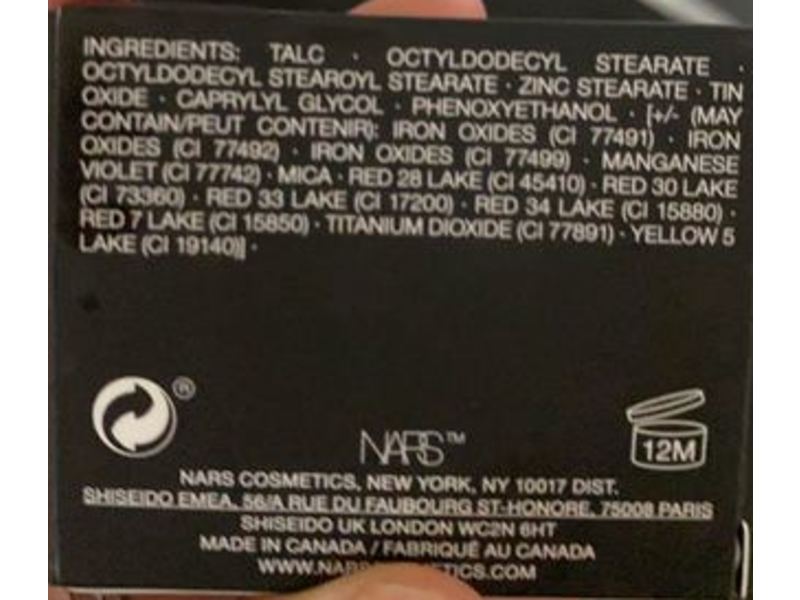 INGREDIENTS: TALC · OCTYLDODECYL STEARATE ·
OCTYLDODECYL STEAROYL STEARATE · ZINC STEARATE · TIN
OXIDE · CAPRYLYL GLYCOL · PHENOXYETHANOL · [+/- (MAY
CONTAIN/PEUT CONTENIR): IRON OXIDES (CI 77491) · IRON
OXIDES (CI 77492) · IRON OXIDES (CI 77499) · MANGANESE
VIOLET (CI 77742) · MICA · RED 28 LAKE (CI 45410) · RED 30 LAKE
(CI 73360) · RED 33 LAKE (CI 17200) · RED 34 LAKE (CI 15880) ·
RED 7 LAKE (CI 15850) · TITANIUM DIOXIDE (CI 77891) · YELLOW 5
LAKE (CI 19140)] ·
®
NARS™
12M
NARS COSMETICS, NEW YORK, NY 10017 DIST.
SHISEIDO EMEA, 56/A RUE DU FAUBOURG ST-HONORE, 75008 PARIS
SHISEIDO UK LONDON WC2N 6HT
MADE IN CANADA / FABRIQUÉ AU CANADA